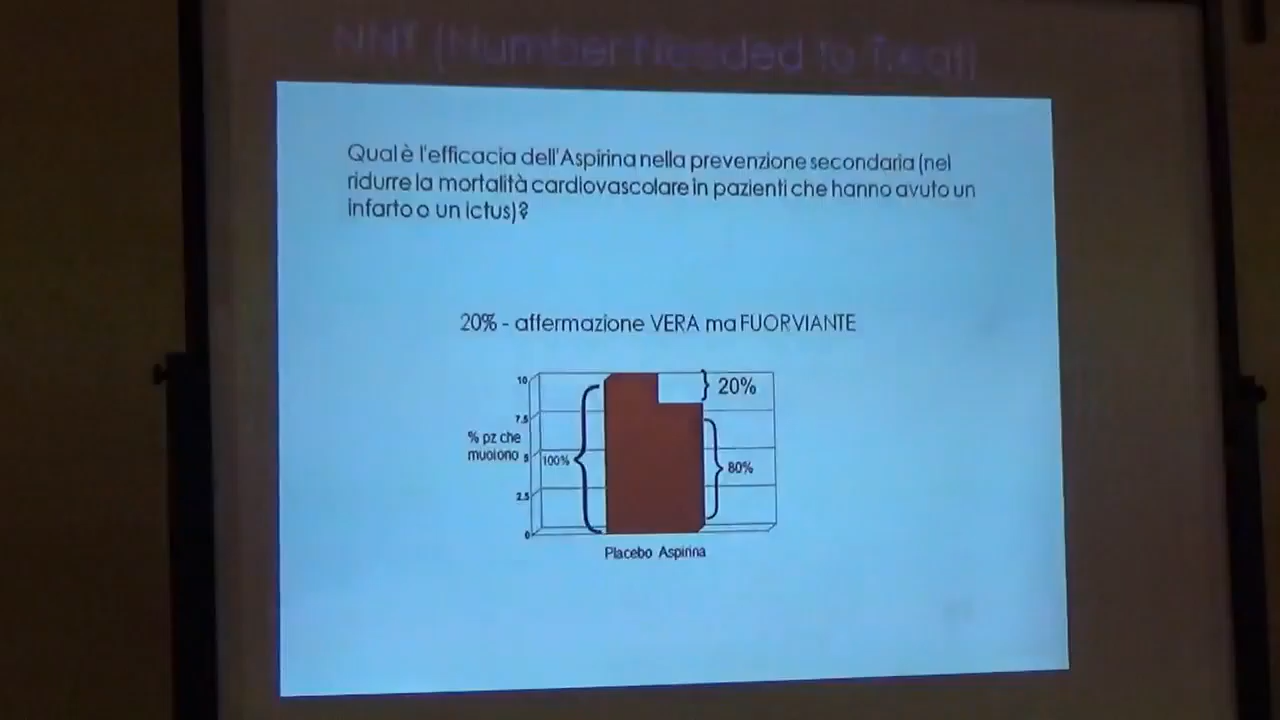 NNT (Number Needed to Treat)
Qual è l'efficacia dell'Aspirina nella prevenzione secondaria (nel
ridurre la mortalità cardiovascolare in pazienti che hanno avuto un
infarto o un ictus)?
20% - affermazione VERA ma FUORVIANTE
10
20%
7.5
% pz che
muoiono
5
100%
80%
2.5
0
Placebo Aspirina